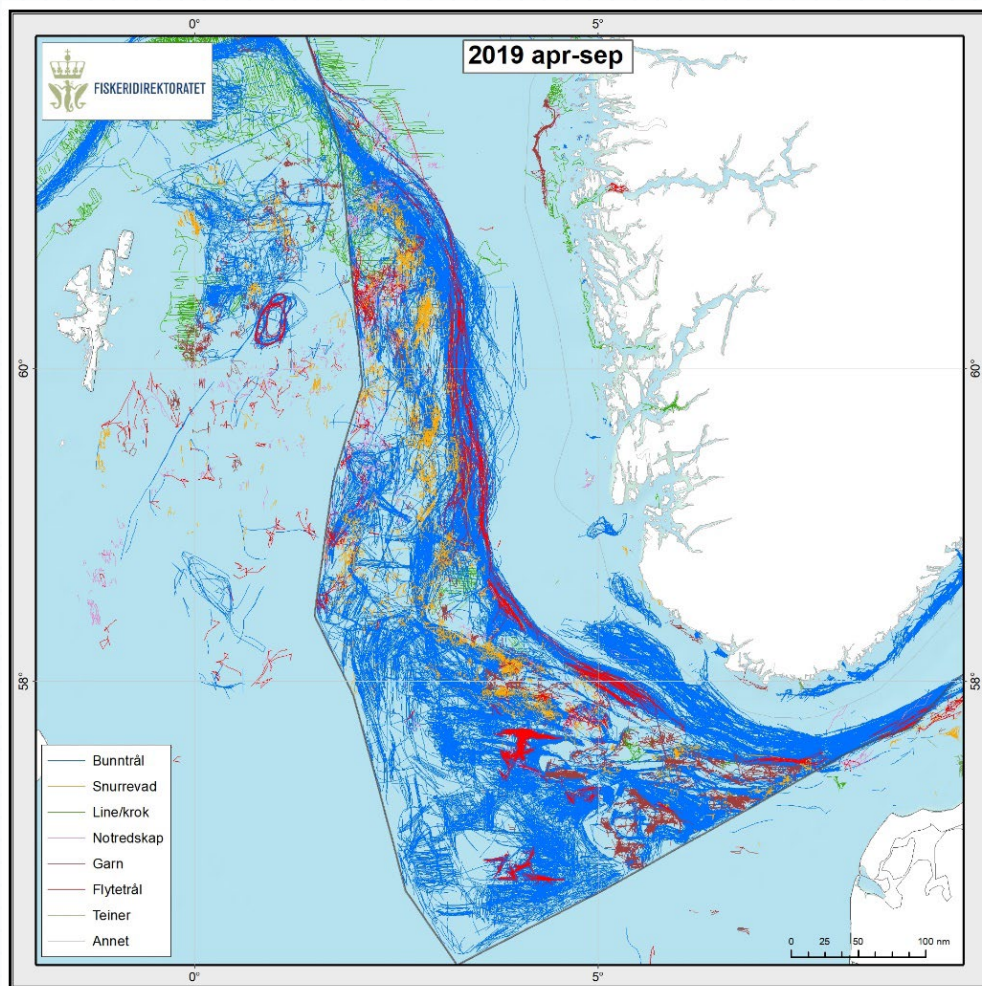 0°
5°
2019 apr-sep
FISKERIDIREKTORATET
60°
60°
58°
58°
Bunntrål
Snurrevad
Line/krok
Notredskap
Garn
Flytetrål
Teiner
Annet
0 25 50 100 nm
0°
5°